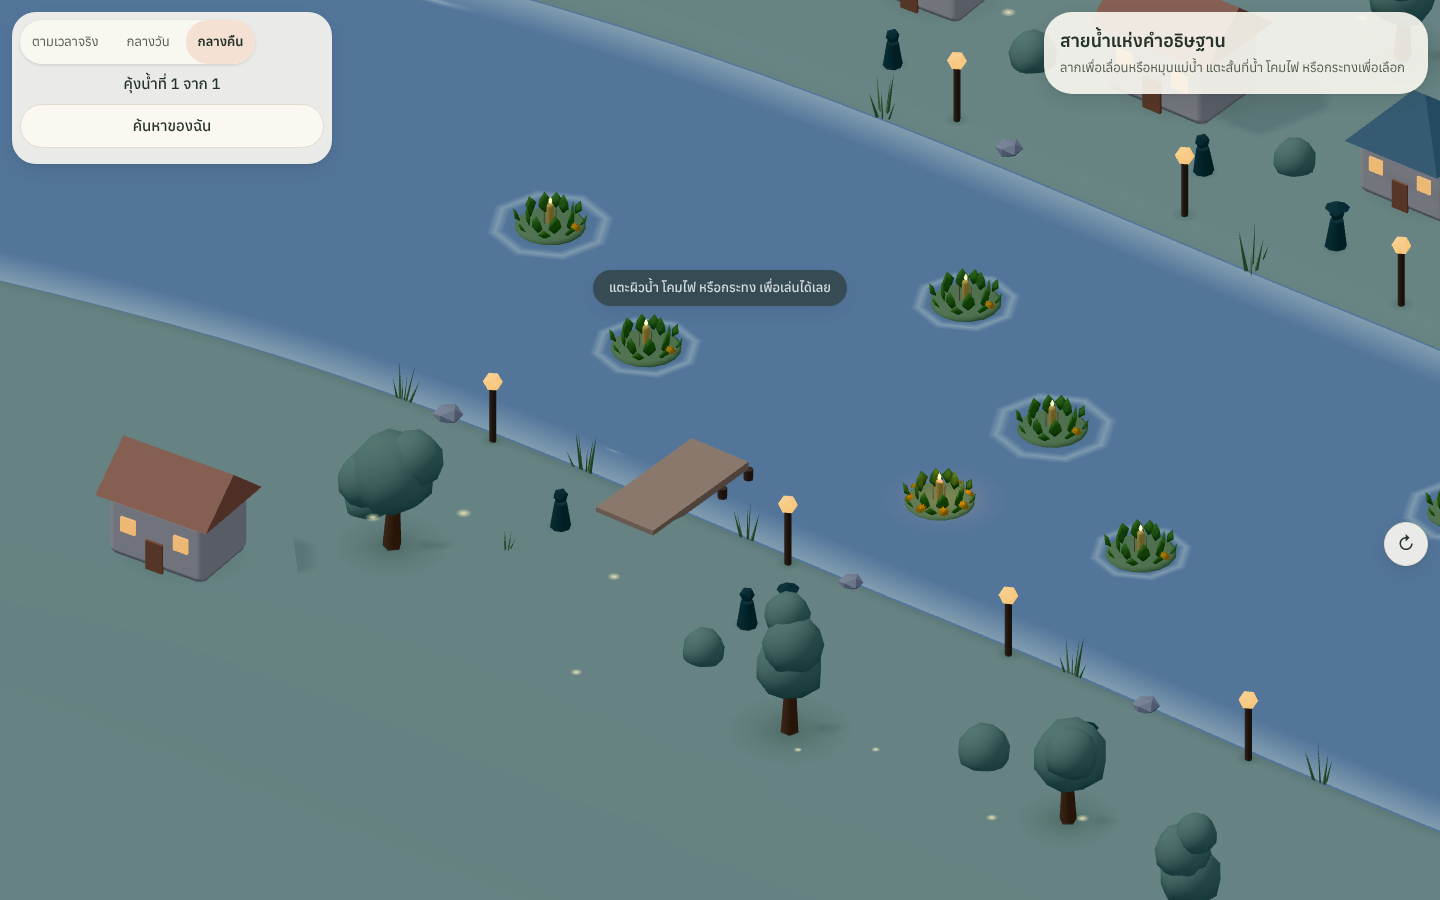 ตามเวลาจริง กลางวัน กลางคืน
คุ้งน้ำที่ 1 จาก 1
ค้นหาของฉัน
สายน้ำแห่งคำอธิษฐาน
ลากเพื่อเลื่อนหรือหมุนแม่น้ำ แตะสั้นที่น้ำ โคมไฟ หรือกระทงเพื่อเลือก
แตะผิวน้ำ โคมไฟ หรือกระทง เพื่อเล่นได้เลย